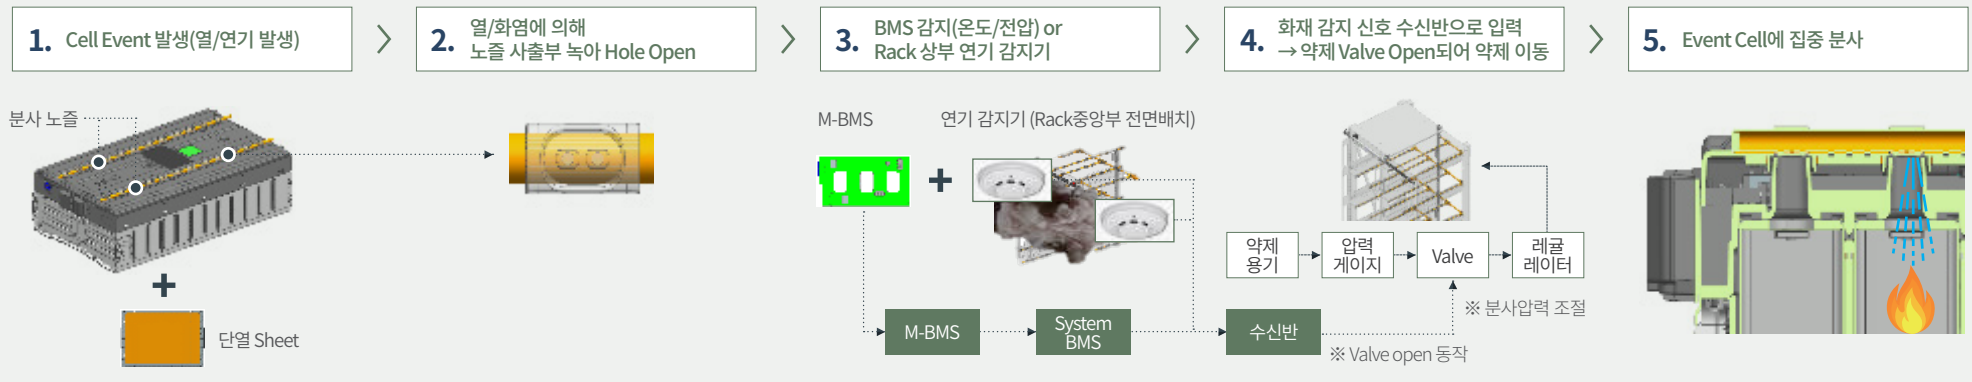 1. Cell Event 발생(열/연기 발생)
2. 열/화염에 의해
노즐 사출부 녹아 Hole Open
3. BMS 감지(온도/전압) or
Rack 상부 연기 감지기
4. 화재 감지 신호 수신반으로 입력
→ 약제 Valve Open되어 약제 이동
5. Event Cell에 집중 분사
분사 노즐
단열 Sheet
M-BMS
연기 감지기 (Rack중앙부 전면배치)
M-BMS
System
BMS
수신반
약제
용기
압력
게이지
Valve
레귤
레이터
※ 분사압력 조절
※ Valve open 동작